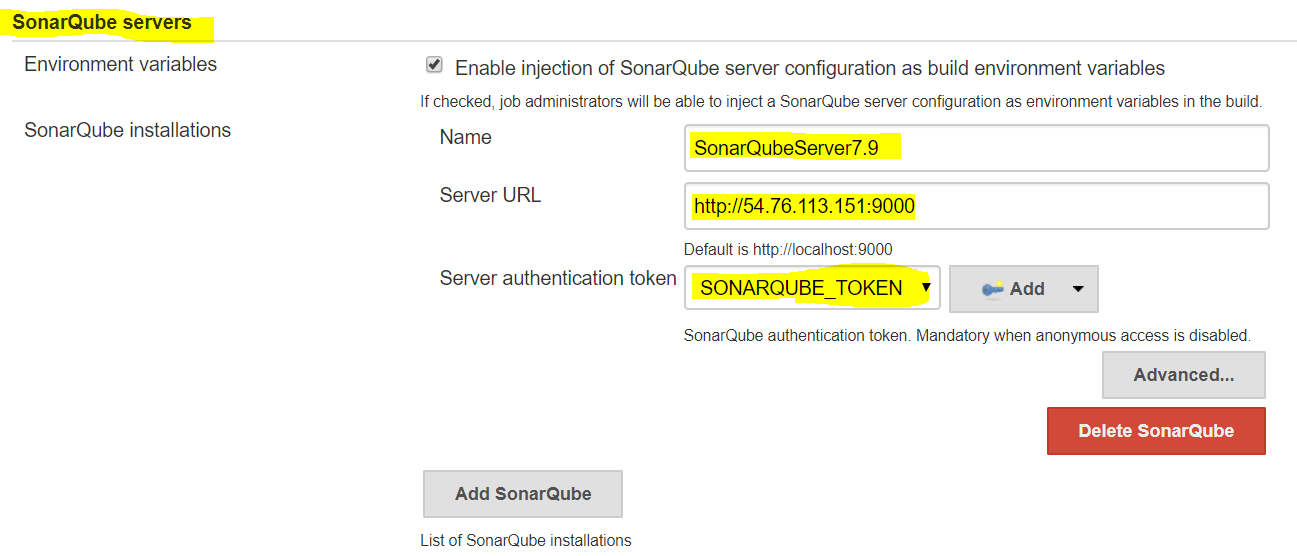 SonarQube servers
Environment variables
Enable injection of SonarQube server configuration as build environment variables
If checked, job administrators will be able to inject a SonarQube server configuration as environment variables in the build.
SonarQube installations
Name
SonarQubeServer7.9
Server URL
http://54.76.113.151:9000
Default is http://localhost:9000
Server authentication token
SONARQUBE_TOKEN
Add
SonarQube authentication token. Mandatory when anonymous access is disabled.
Advanced...
Delete SonarQube
Add SonarQube
List of SonarQube installations